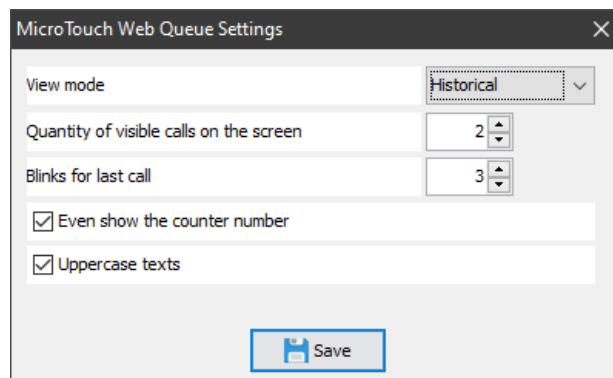 MicroTouch Web Queue Settings
View mode Historical
Quantity of visible calls on the screen 2
Blinks for last call 3
Even show the counter number
Uppercase texts
Save